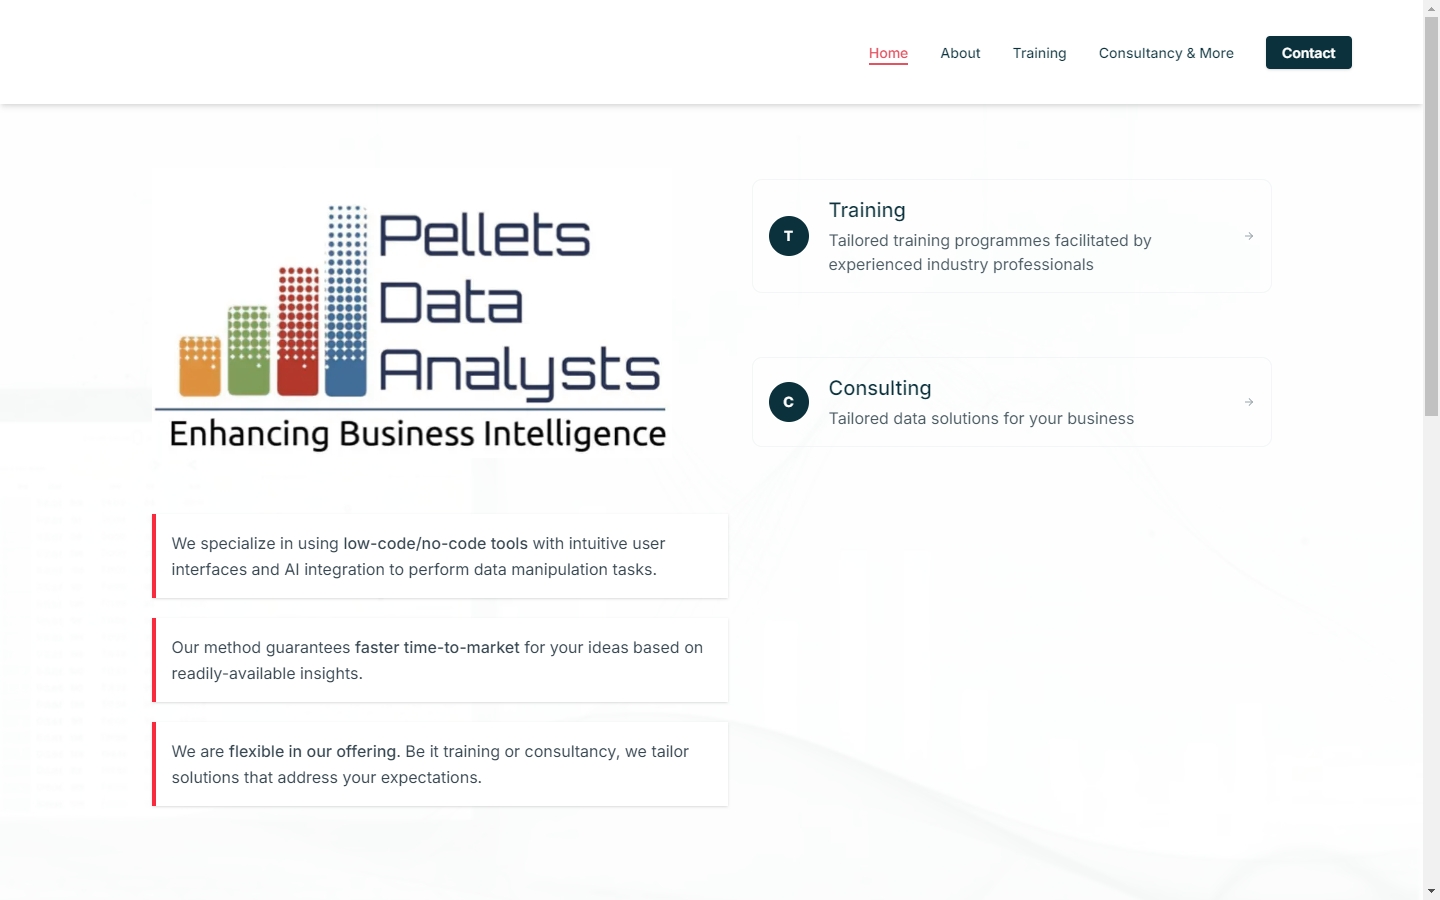 Home About Training Consultancy & More Contact
Pellets
Data
Analysts
Enhancing Business Intelligence
T
Training
Tailored training programmes facilitated by
experienced industry professionals
C
Consulting
Tailored data solutions for your business
We specialize in using low-code/no-code tools with intuitive user
interfaces and AI integration to perform data manipulation tasks.
Our method guarantees faster time-to-market for your ideas based on
readily-available insights.
We are flexible in our offering. Be it training or consultancy, we tailor
solutions that address your expectations.